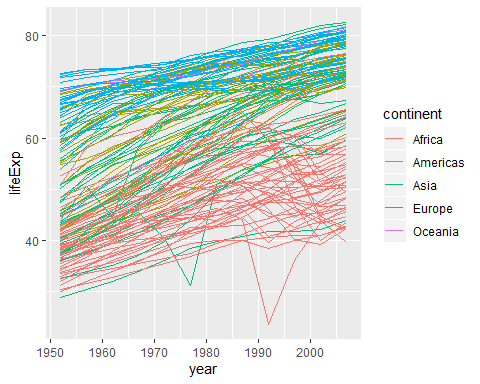 80
60
40
lifeExp
1950
1960
1970
1980
1990
2000
year
continent
Africa
Americas
Asia
Europe
Oceania